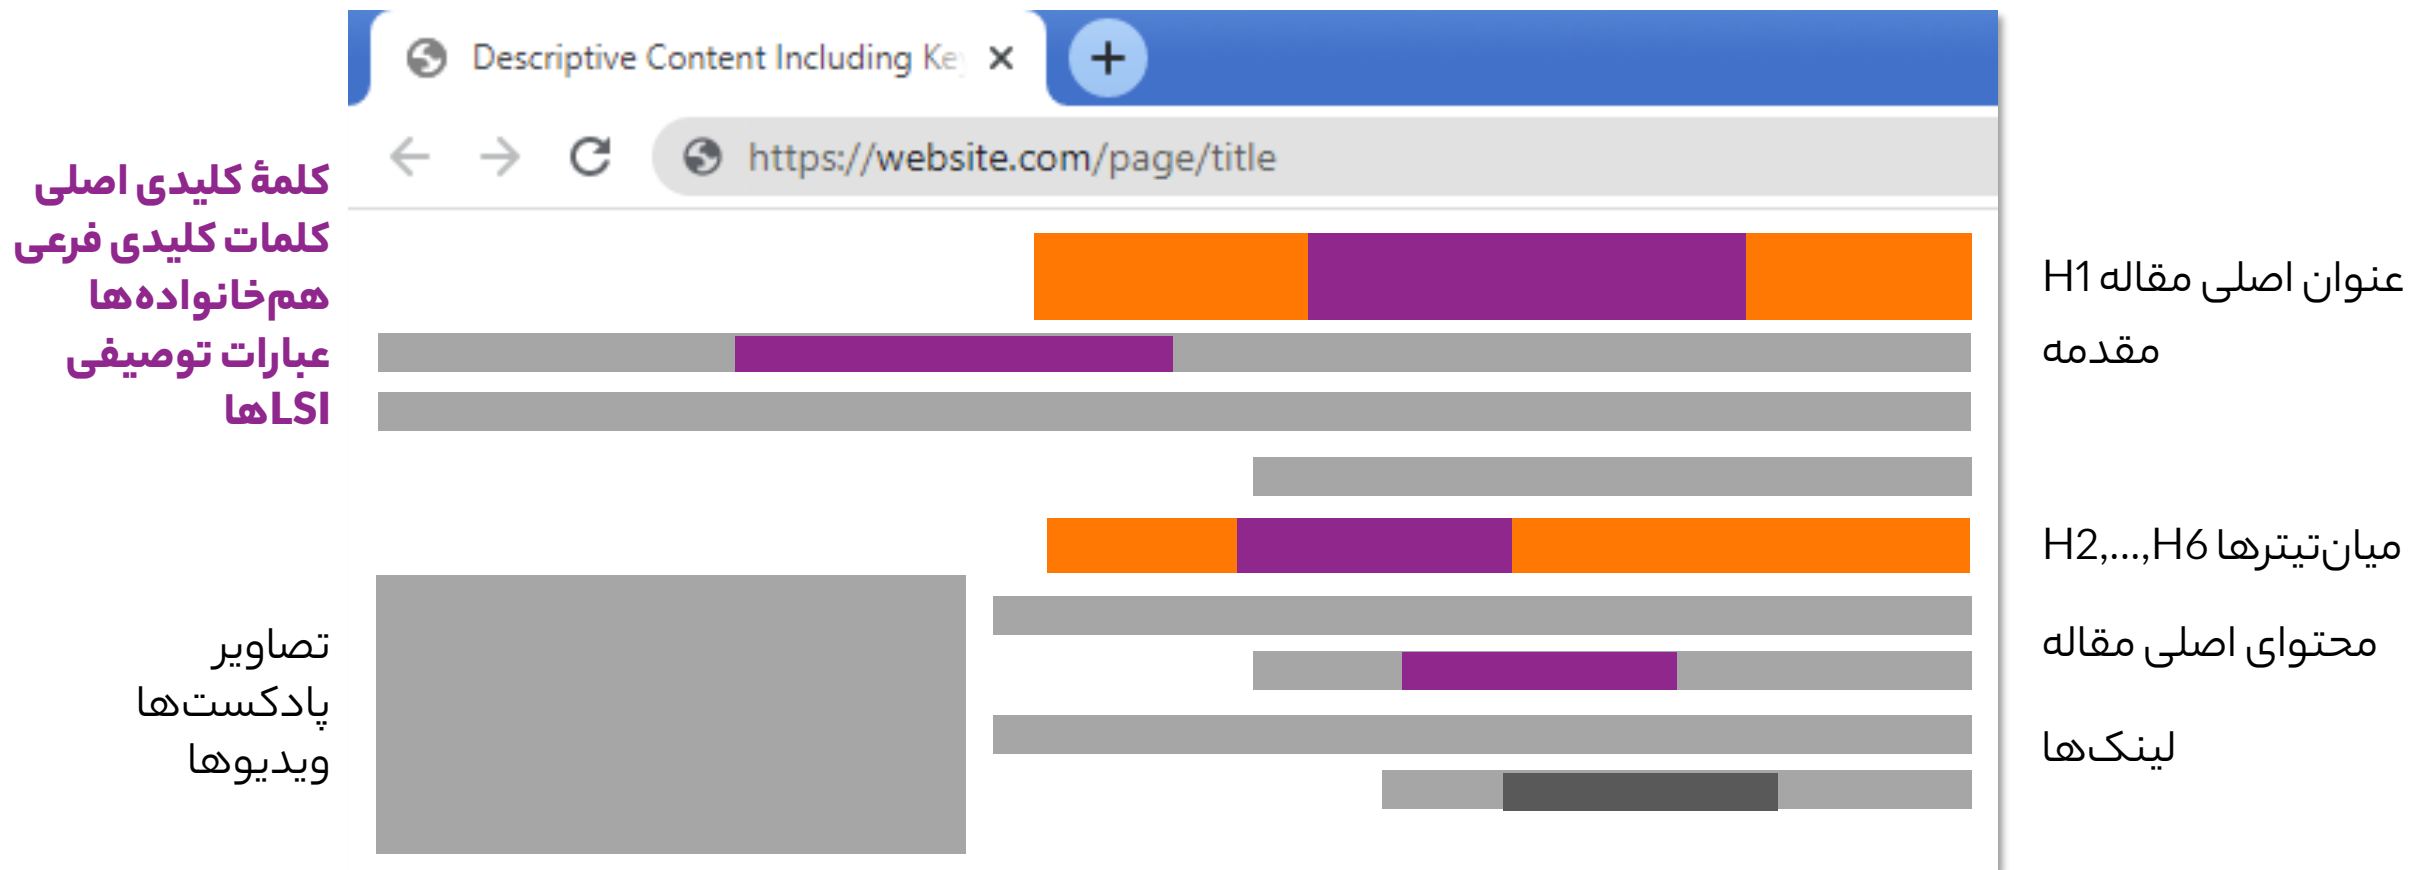 Descriptive Content Including Ke
https://website.com/page/title
کلمهٔ کلیدی اصلی
کلمات کلیدی فرعی
هم‌خانواده‌ها
عبارات توصیفی
LSIها
عنوان اصلی مقاله H1
مقدمه
میان‌تیترها H2,...,H6
محتوای اصلی مقاله
لینک‌ها
تصاویر
پادکست‌ها
ویدیوها